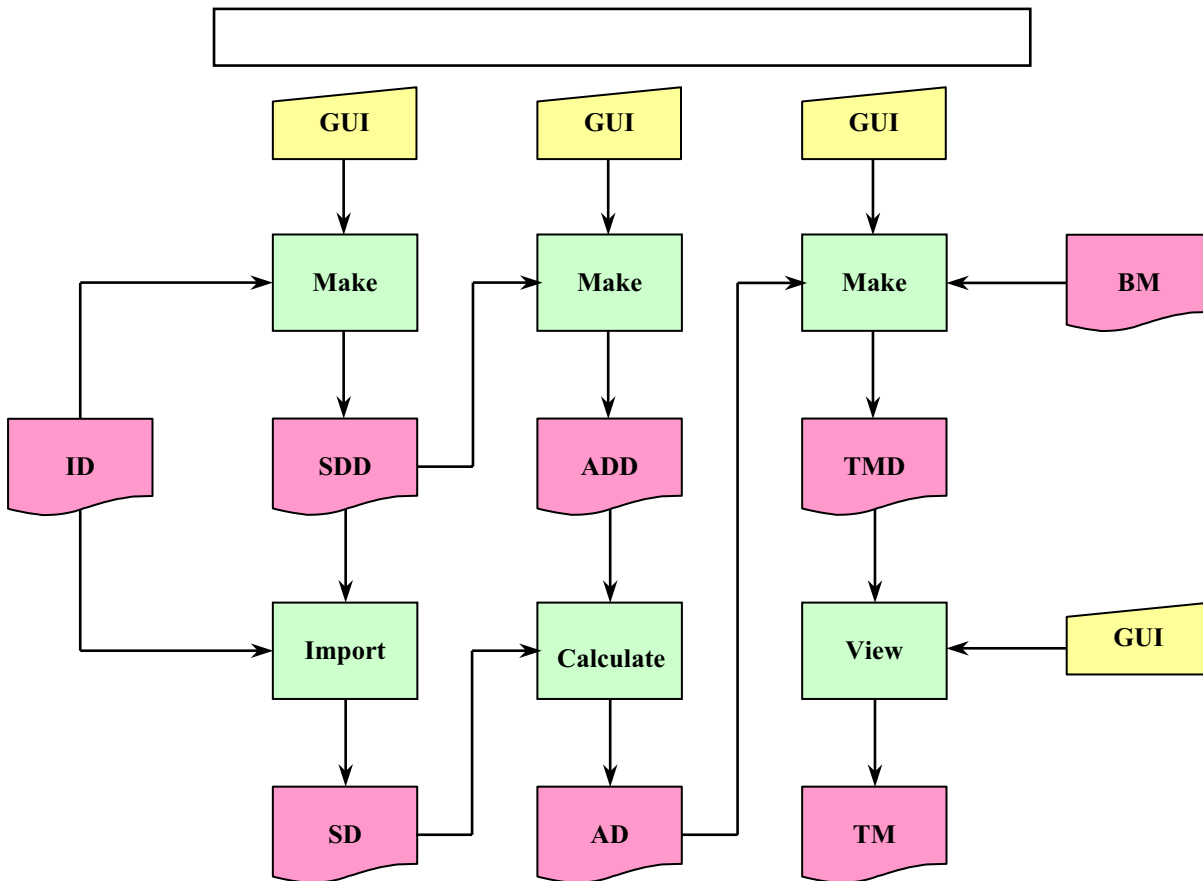 GUI
GUI
GUI
Make
Make
Make
BM
ID
SDD
ADD
TMD
Import
Calculate
View
GUI
SD
AD
TM